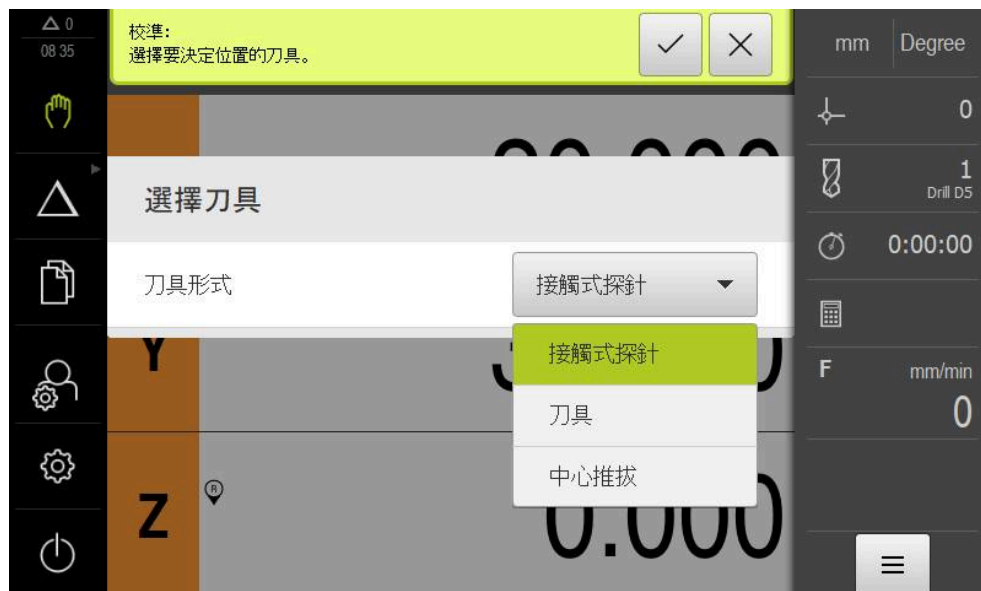 0
08 35
校準:
選擇要決定位置的刀具。
mm Degree
0
選擇刀具
1
Drill D5
0:00:00
刀具形式
接觸式探針
接觸式探針
Y
F mm/min
0
刀具
中心推拔
Z
R
0.000